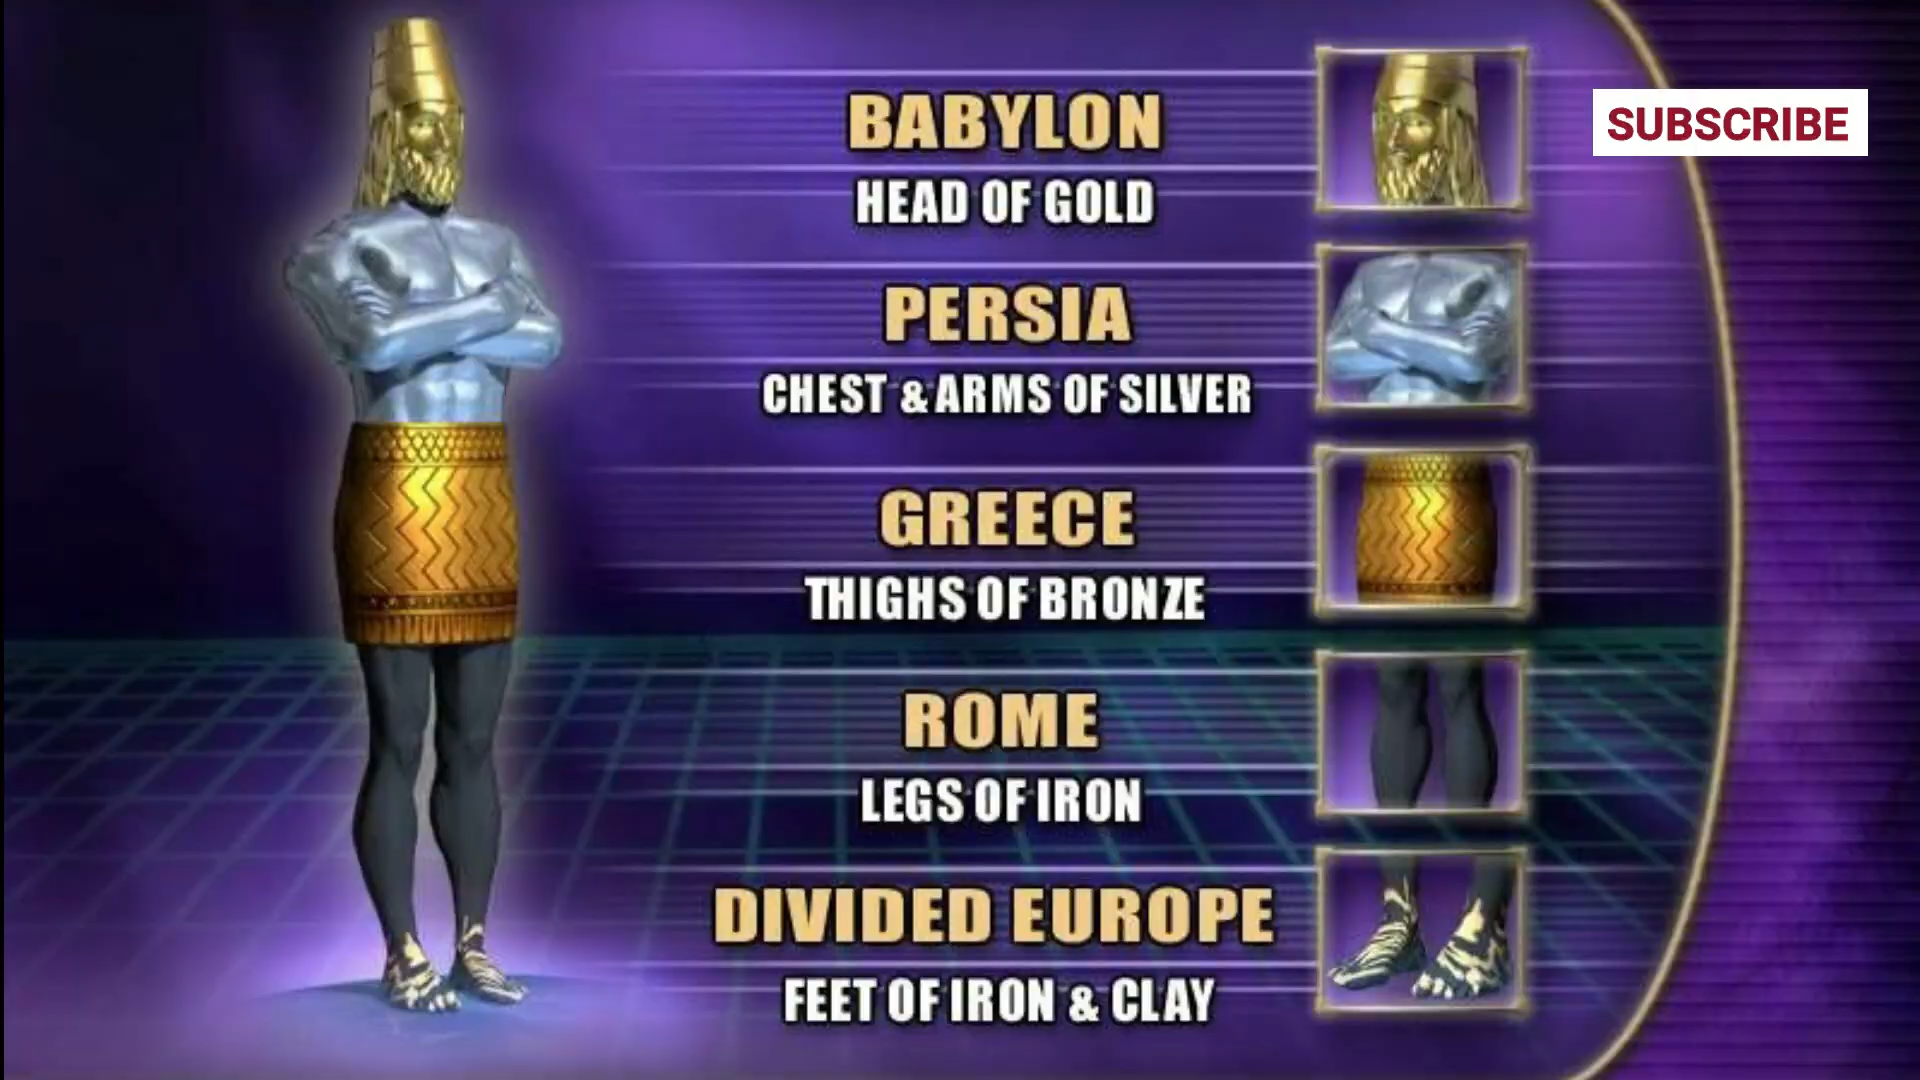 BABYLON
HEAD OF GOLD
SUBSCRIBE
PERSIA
CHEST & ARMS OF SILVER
GREECE
THIGHS OF BRONZE
ROME
LEGS OF IRON
DIVIDED EUROPE
FEET OF IRON & CLAY